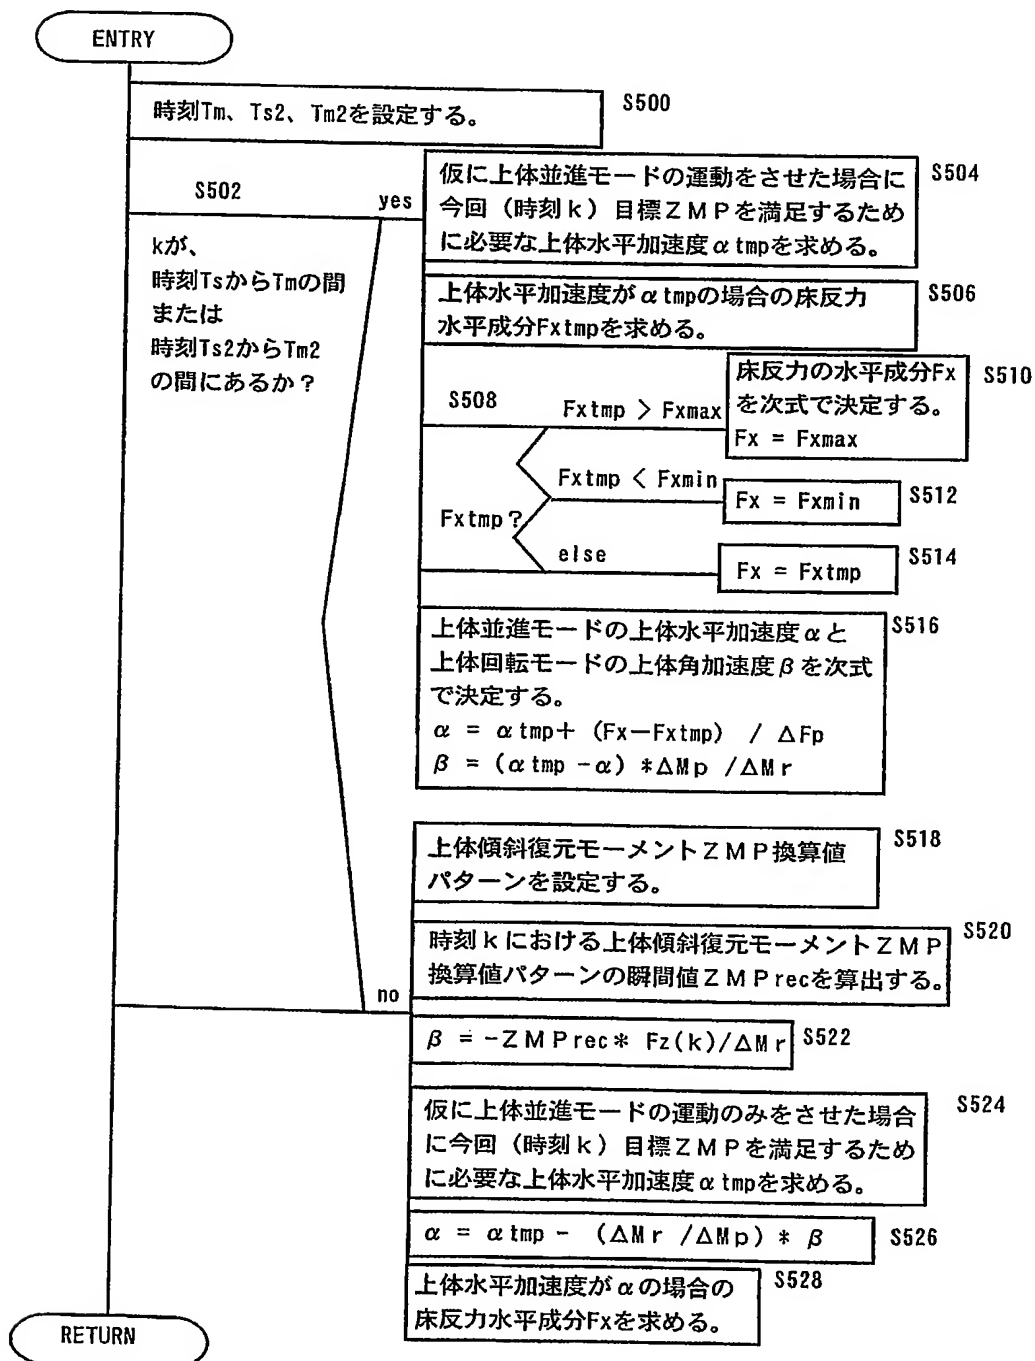 ENTRY
時刻Tm、Ts2、Tm2を設定する。
S500
S502
yes
kが、
時刻TsからTmの間
または
時刻Ts2からTm2
の間にあるか？
仮に上体並進モードの運動をさせた場合に
今回（時刻k）目標ZMPを満足するため
に必要な上体水平加速度αtmpを求める。
S504
上体水平加速度がαtmpの場合の床反力
水平成分Fxtmpを求める。
S506
S508
Fxtmp？
Fxtmp > Fxmax
床反力の水平成分Fx
を次式で決定する。
Fx = Fxmax
S510
Fxtmp < Fxmin
Fx = Fxmin
S512
else
Fx = Fxtmp
S514
上体並進モードの上体水平加速度αと
上体回転モードの上体角加速度βを次式
で決定する。
α = αtmp+ (Fx-Fxtmp) / ΔFp
β = (αtmp -α) *ΔMp /ΔMr
S516
no
上体傾斜復元モーメントZMP換算値
パターンを設定する。
S518
時刻kにおける上体傾斜復元モーメントZMP
換算値パターンの瞬間値ZMPrecを算出する。
S520
β = -ZMPrec* Fz(k)/ΔMr
S522
仮に上体並進モードの運動のみをさせた場合
に今回（時刻k）目標ZMPを満足するため
に必要な上体水平加速度αtmpを求める。
S524
α = αtmp - (ΔMr /ΔMp) * β
S526
上体水平加速度がαの場合の
床反力水平成分Fxを求める。
S528
RETURN